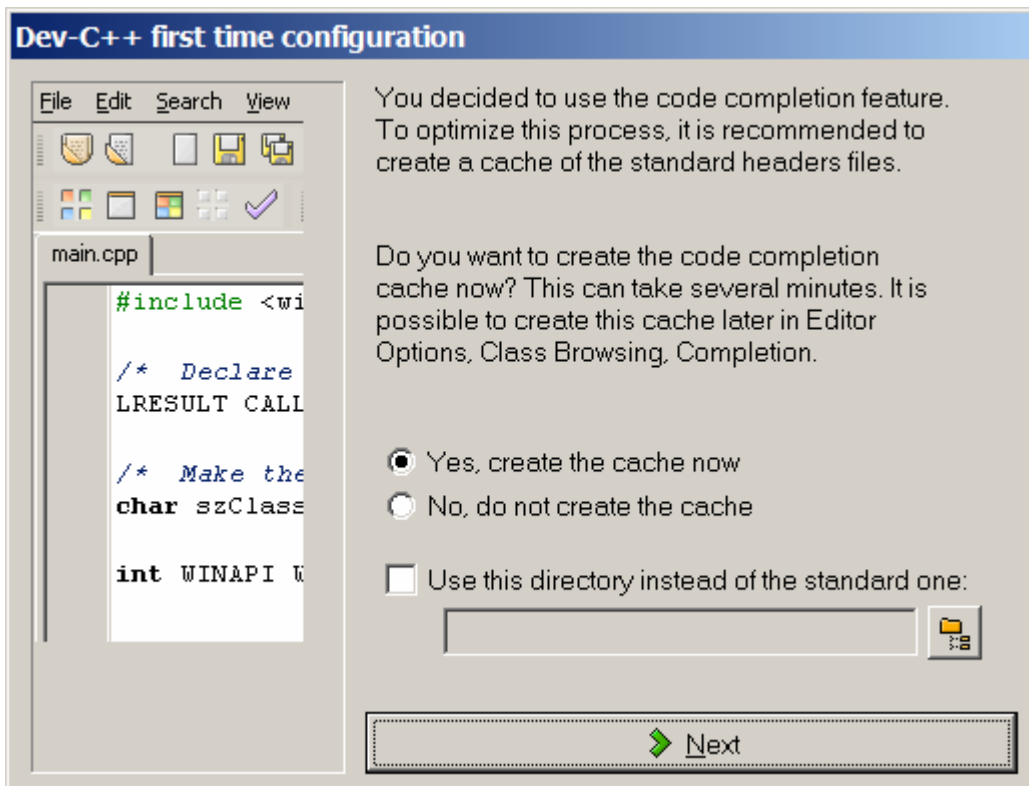 Dev-C++ first time configuration
File Edit Search View
main.cpp
#include <wi
/* Declare
LRESULT CALL
/* Make the
char szClass
int WINAPI W
You decided to use the code completion feature.
To optimize this process, it is recommended to
create a cache of the standard headers files.
Do you want to create the code completion
cache now? This can take several minutes. It is
possible to create this cache later in Editor
Options, Class Browsing, Completion.
Yes, create the cache now
No, do not create the cache
Use this directory instead of the standard one:
Next